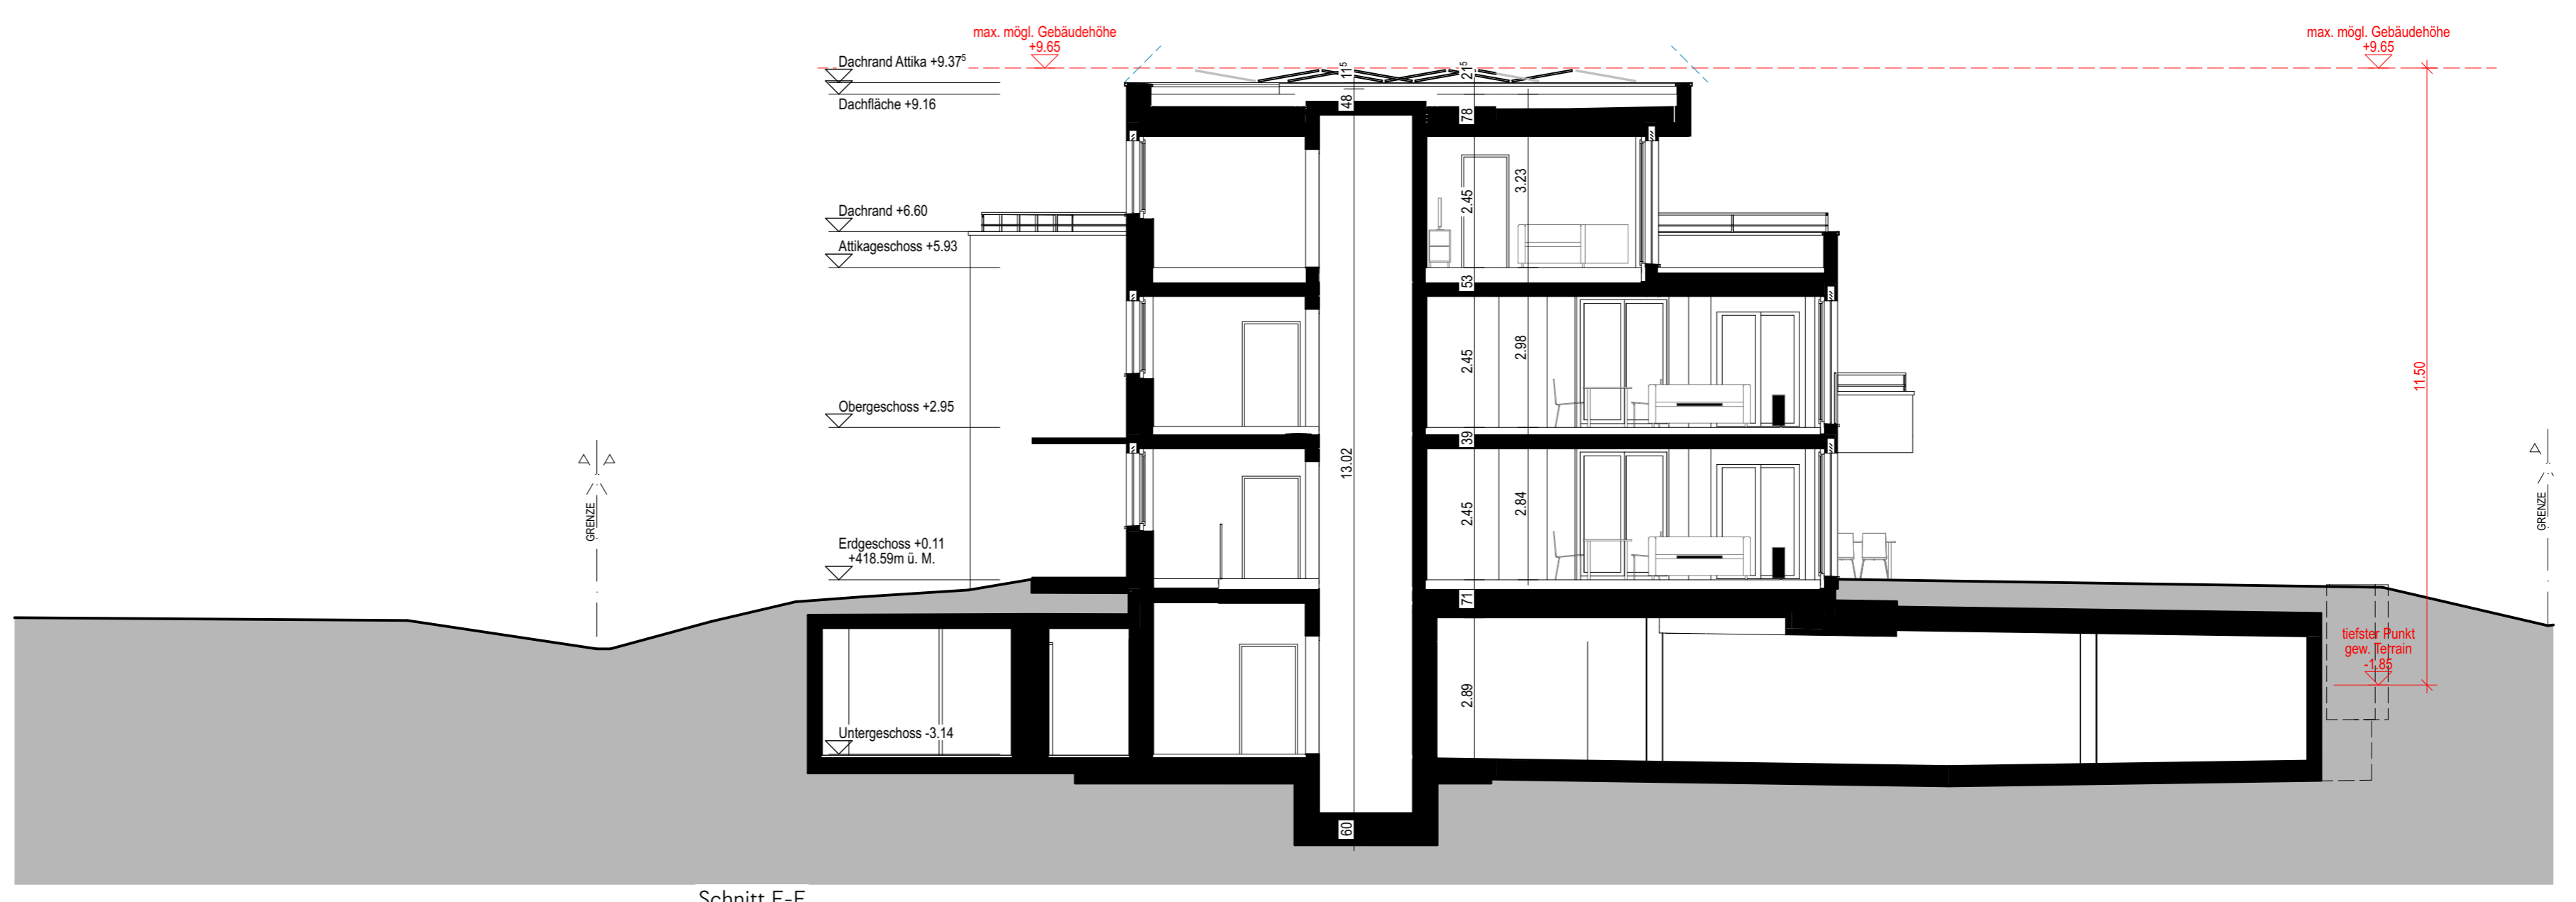 max. mögl. Gebäudehöhe
+9.65
max. mögl. Gebäudehöhe
+9.65
Dachrand Attika +9.37⁵
Dachfläche +9.16
11⁵
21⁵
48
78
Dachrand +6.60
Attikageschoss +5.93
2.45
3.23
53
Obergeschoss +2.95
2.45
2.98
39
11.50
13.02
GRENZE
GRENZE
Erdgeschoss +0.11
+418.59m ü. M.
2.45
2.84
71
tiefster Punkt
gew. Terrain
-1.85
Untergeschoss -3.14
2.89
60
Schnitt E-E